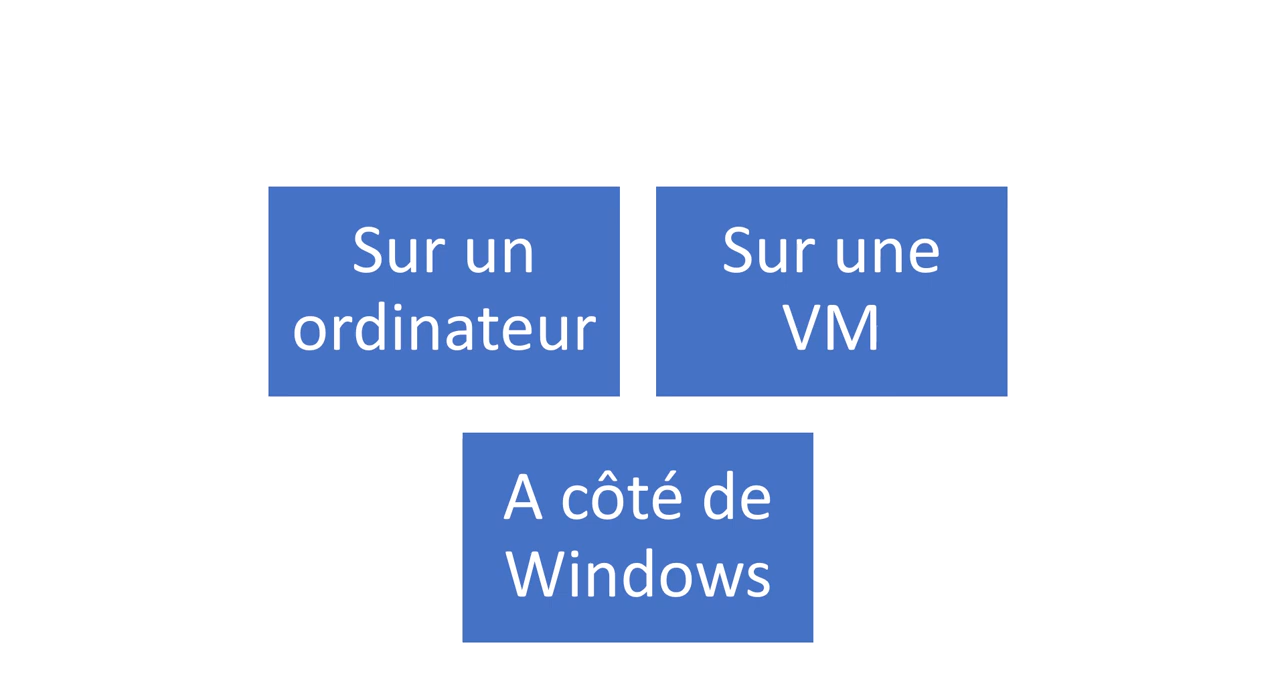 Sur un
ordinateur
Sur une
VM
A côté de
Windows